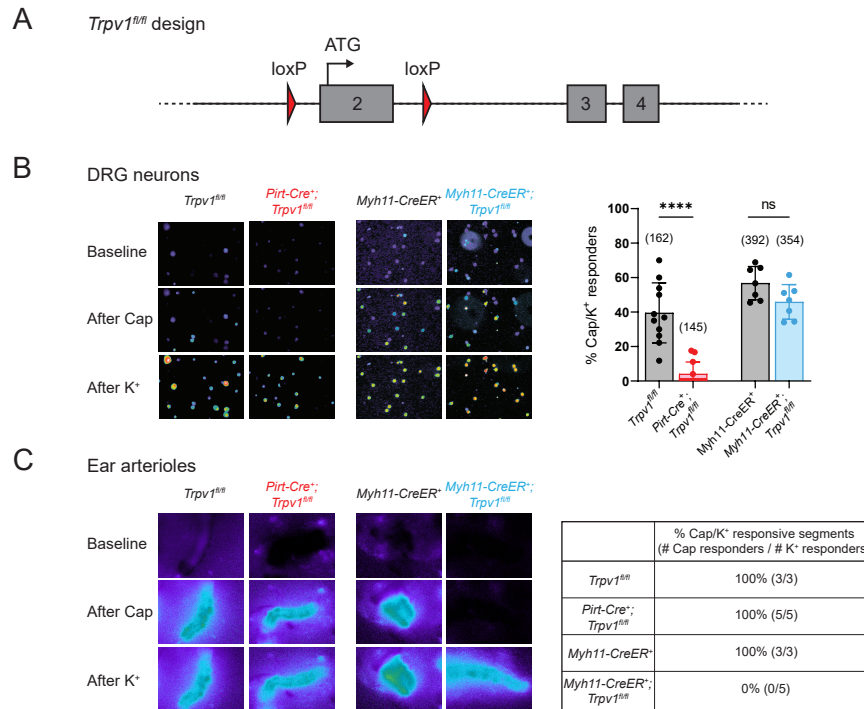 A
Trpv1fl/fl design
ATG
loxP
loxP
2
3
4
B
DRG neurons
Trpv1fl/fl
Pirt-Cre+;
Trpv1fl/fl
Myh11-CreER+
Myh11-CreER+;
Trpv1fl/fl
Baseline
After Cap
After K+
% Cap/K+ responders
100
80
60
40
20
0
****
ns
(162)
(145)
(392)
(354)
Trpv1fl/fl
Pirt-Cre+;
Trpv1fl/fl
Myh11-CreER+
Myh11-CreER+;
Trpv1fl/fl
C
Ear arterioles
Trpv1fl/fl
Pirt-Cre+;
Trpv1fl/fl
Myh11-CreER+
Myh11-CreER+;
Trpv1fl/fl
Baseline
After Cap
After K+
% Cap/K+ responsive segments
(# Cap responders / # K+ responders
Trpv1fl/fl
100% (3/3)
Pirt-Cre+;
Trpv1fl/fl
100% (5/5)
Myh11-CreER+
100% (3/3)
Myh11-CreER+;
Trpv1fl/fl
0% (0/5)